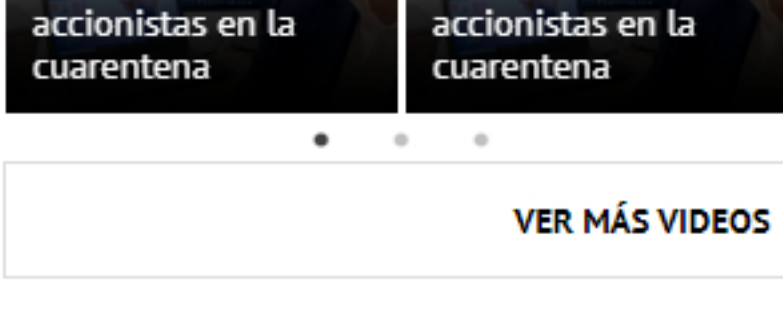 accionistas en la
cuarentena
accionistas en la
cuarentena
VER MÁS VIDEOS